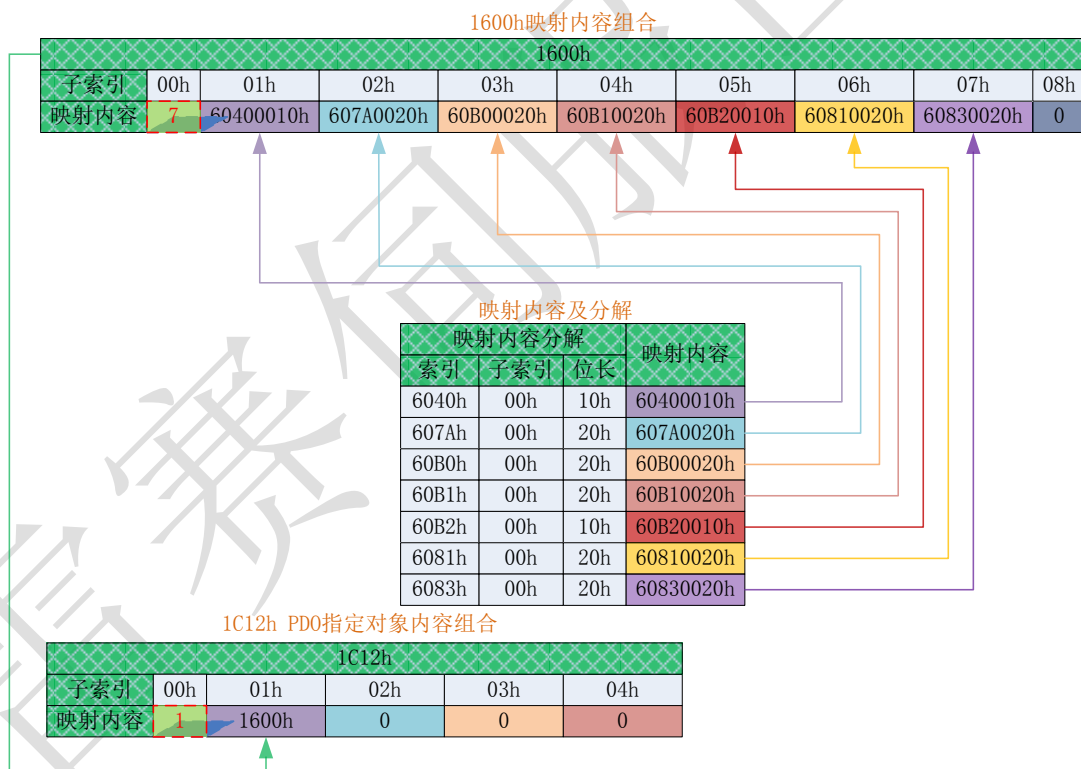 1600h映射内容组合
1600h
子索引 00h 01h 02h 03h 04h 05h 06h 07h 08h
映射内容 7 60400010h 607A0020h 60B00020h 60B10020h 60B20010h 60810020h 60830020h 0
映射内容及分解
映射内容分解 映射内容
索引 子索引 位长
6040h 00h 10h 60400010h
607Ah 00h 20h 607A0020h
60B0h 00h 20h 60B00020h
60B1h 00h 20h 60B10020h
60B2h 00h 10h 60B20010h
6081h 00h 20h 60810020h
6083h 00h 20h 60830020h
1C12h PDO指定对象内容组合
1C12h
子索引 00h 01h 02h 03h 04h
映射内容 1 1600h 0 0 0